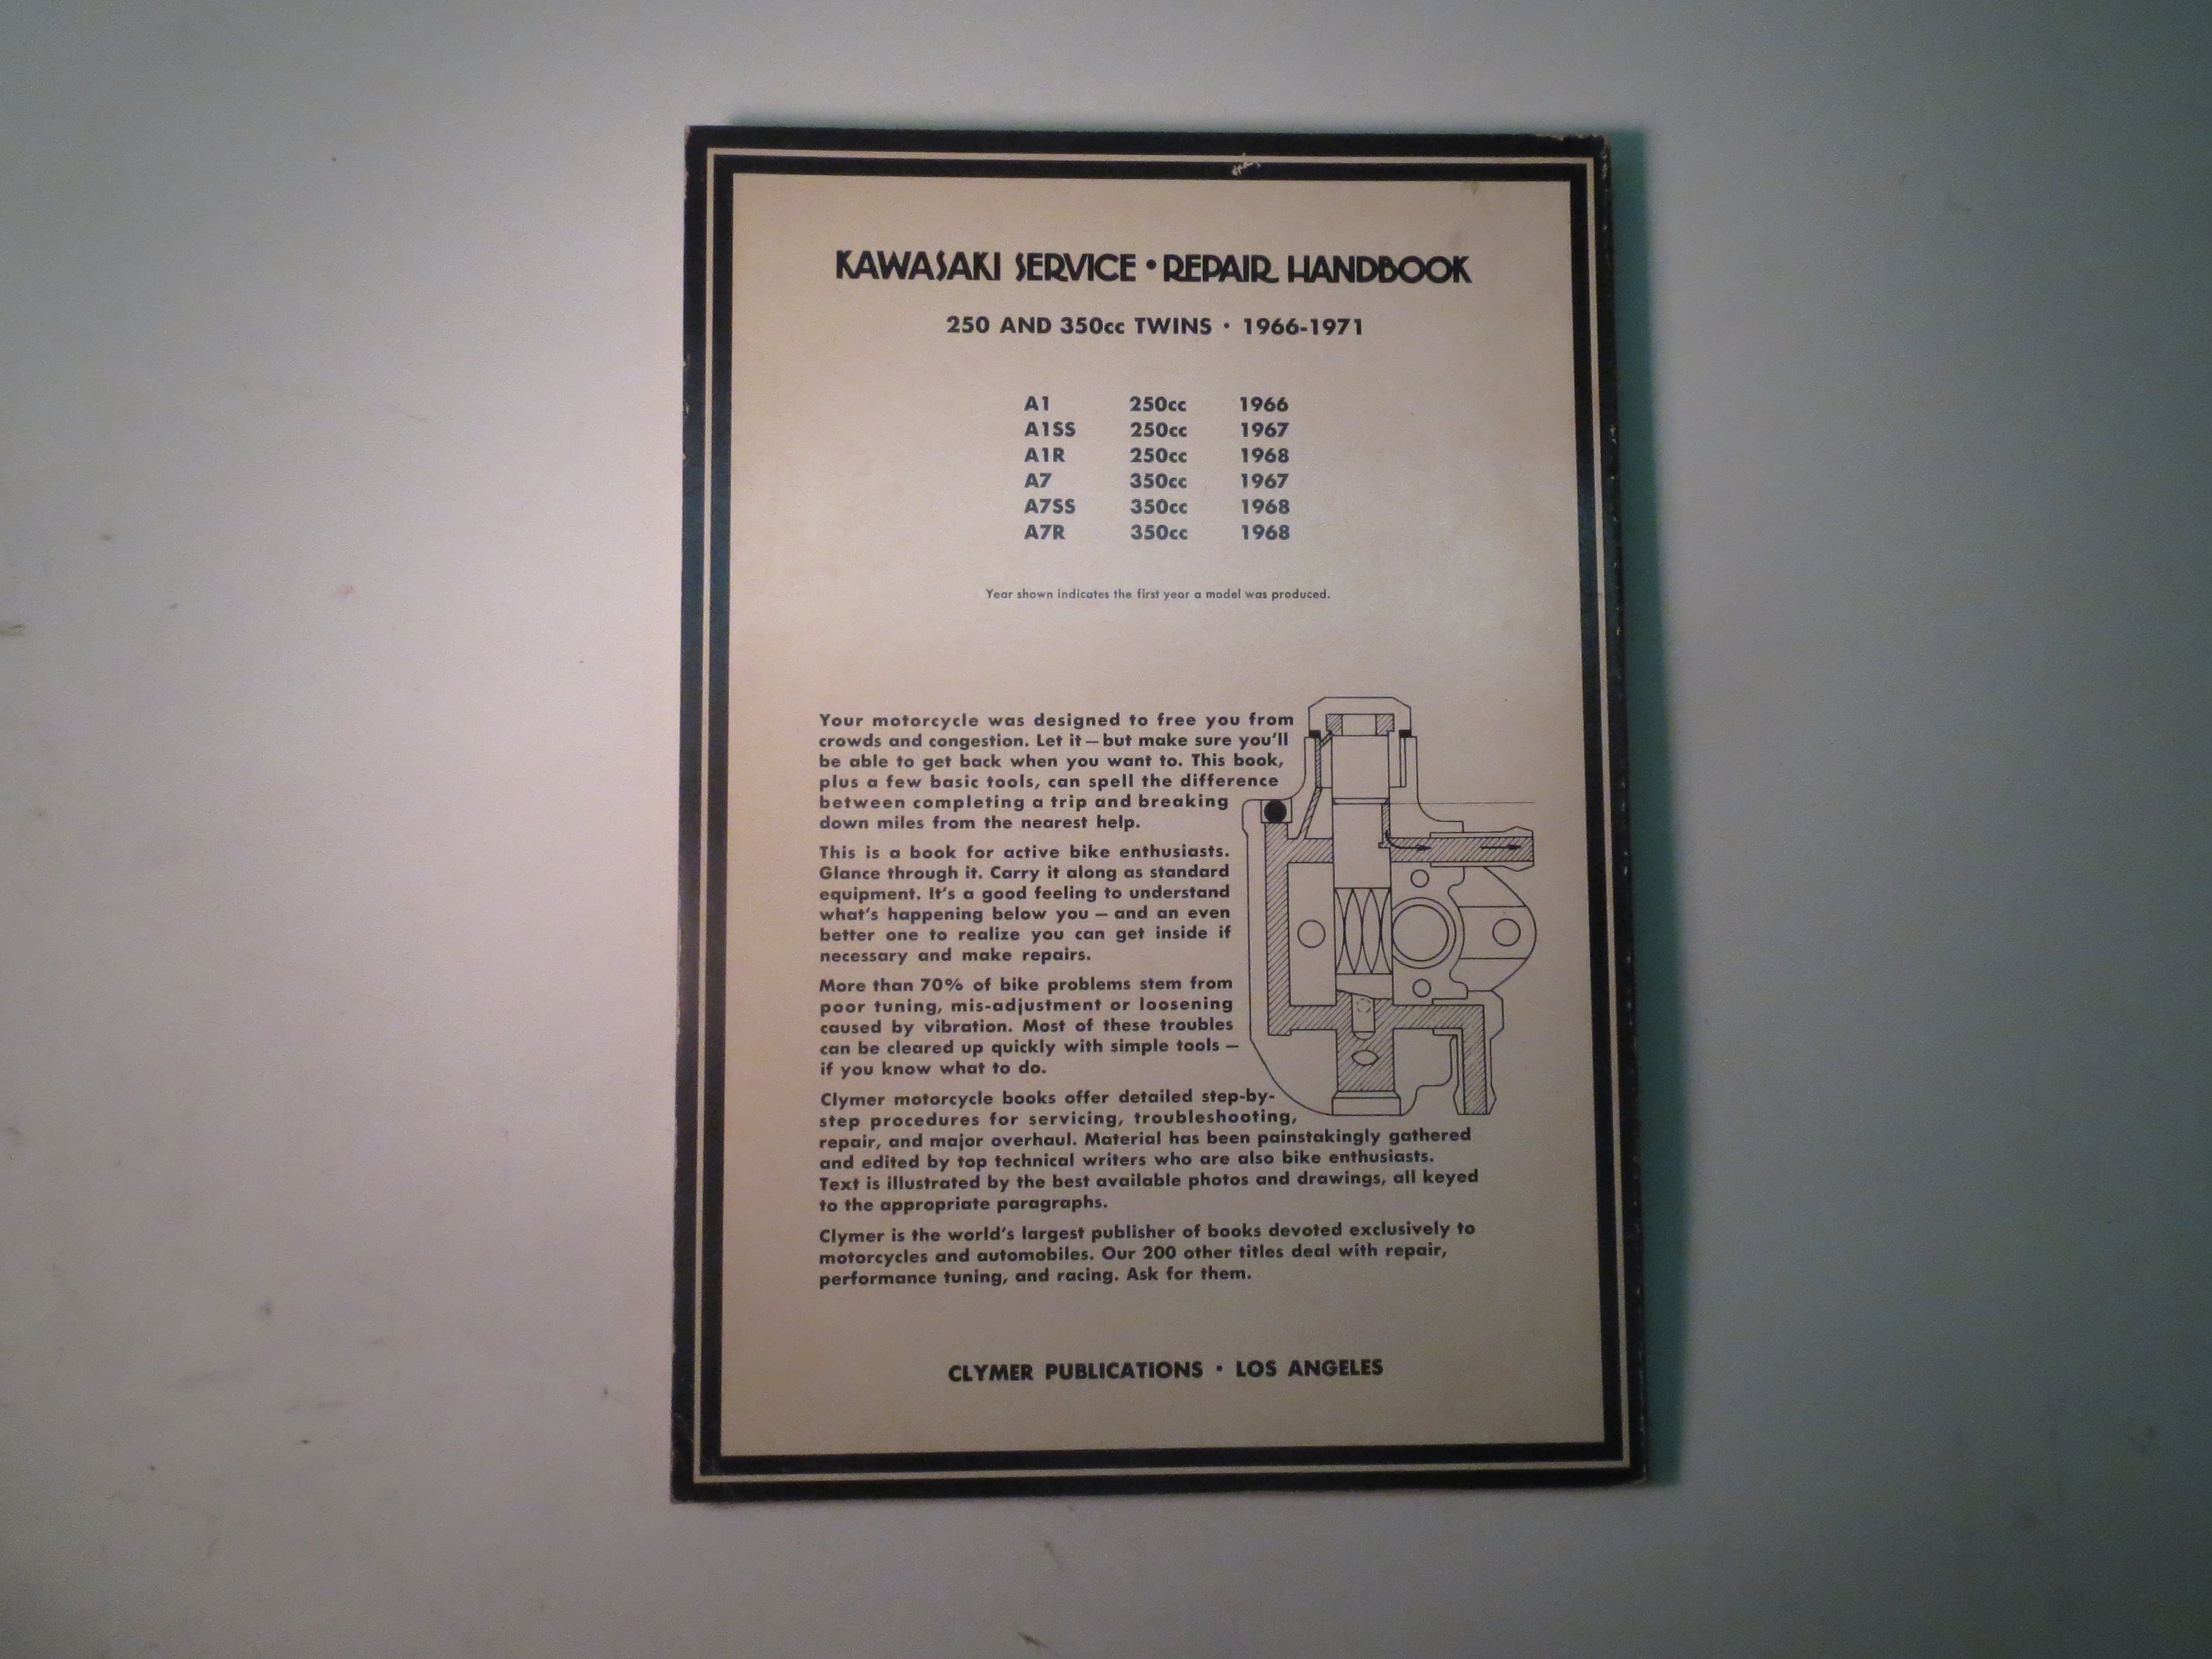 KAWASAKI SERVICE • REPAIR HANDBOOK
250 AND 350cc TWINS • 1966-1971
A1 250cc 1966
A1SS 250cc 1967
A1R 250cc 1968
A7 350cc 1967
A7SS 350cc 1968
A7R 350cc 1968
Year shown indicates the first year a model was produced.
Your motorcycle was designed to free you from
crowds and congestion. Let it — but make sure you'll
be able to get back when you want to. This book,
plus a few basic tools, can spell the difference
between completing a trip and breaking
down miles from the nearest help.
This is a book for active bike enthusiasts.
Glance through it. Carry it along as standard
equipment. It's a good feeling to understand
what's happening below you — and an even
better one to realize you can get inside if
necessary and make repairs.
More than 70% of bike problems stem from
poor tuning, mis-adjustment or loosening
caused by vibration. Most of these troubles
can be cleared up quickly with simple tools —
if you know what to do.
Clymer motorcycle books offer detailed step-by-
step procedures for servicing, troubleshooting,
repair, and major overhaul. Material has been painstakingly gathered
and edited by top technical writers who are also bike enthusiasts.
Text is illustrated by the best available photos and drawings, all keyed
to the appropriate paragraphs.
Clymer is the world's largest publisher of books devoted exclusively to
motorcycles and automobiles. Our 200 other titles deal with repair,
performance tuning, and racing. Ask for them.
CLYMER PUBLICATIONS • LOS ANGELES